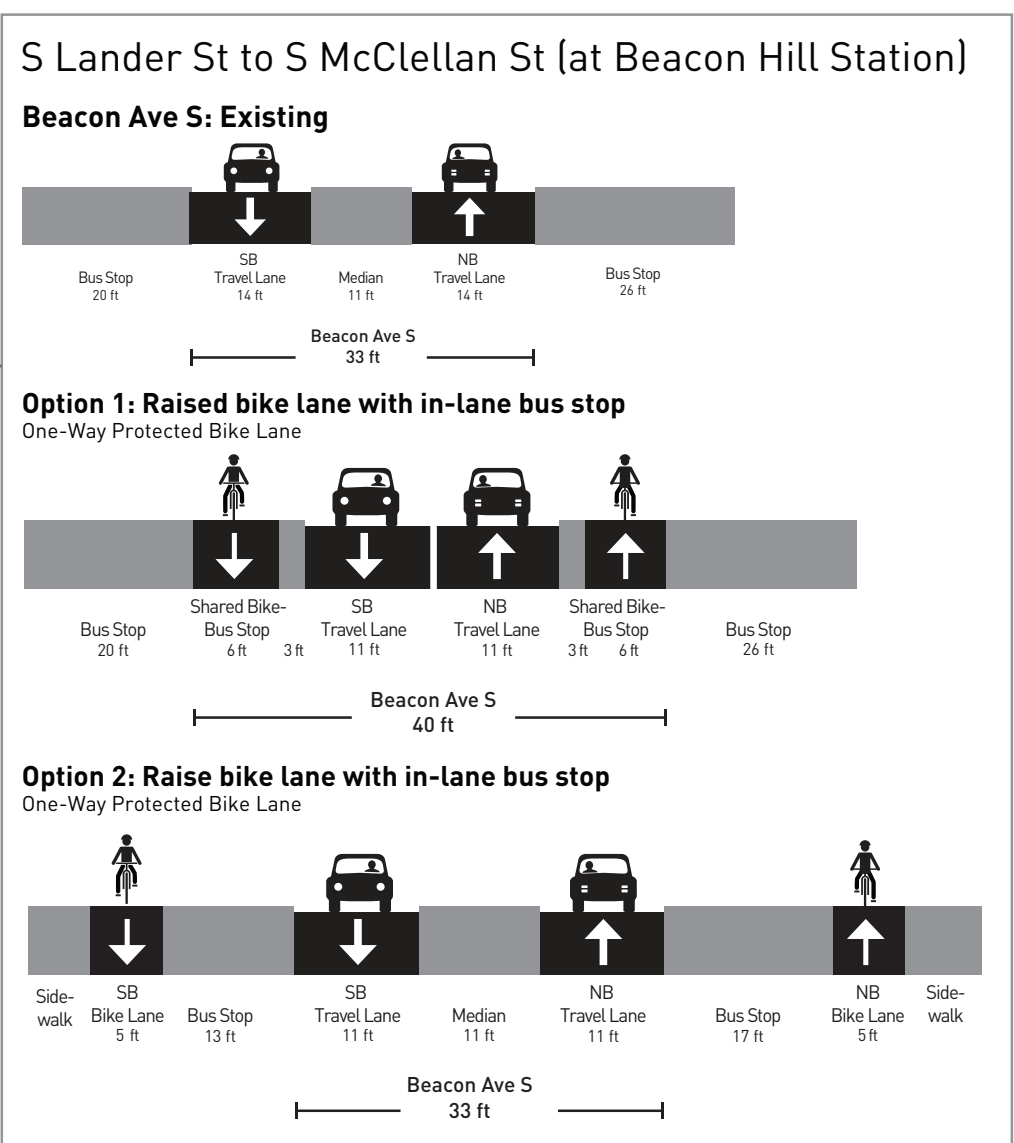 S Lander St to S McClellan St (at Beacon Hill Station)
Beacon Ave S: Existing
Bus Stop
20 ft
SB
Travel Lane
14 ft
Median
11 ft
NB
Travel Lane
14 ft
Bus Stop
26 ft
Beacon Ave S
33 ft
Option 1: Raised bike lane with in-lane bus stop
One-Way Protected Bike Lane
Bus Stop
20 ft
Shared Bike-
Bus Stop
6 ft
3 ft
SB
Travel Lane
11 ft
NB
Travel Lane
11 ft
3 ft
Shared Bike-
Bus Stop
6 ft
Bus Stop
26 ft
Beacon Ave S
40 ft
Option 2: Raise bike lane with in-lane bus stop
One-Way Protected Bike Lane
Side-
walk
SB
Bike Lane
5 ft
Bus Stop
13 ft
SB
Travel Lane
11 ft
Median
11 ft
NB
Travel Lane
11 ft
Bus Stop
17 ft
NB
Bike Lane
5 ft
Side-
walk
Beacon Ave S
33 ft